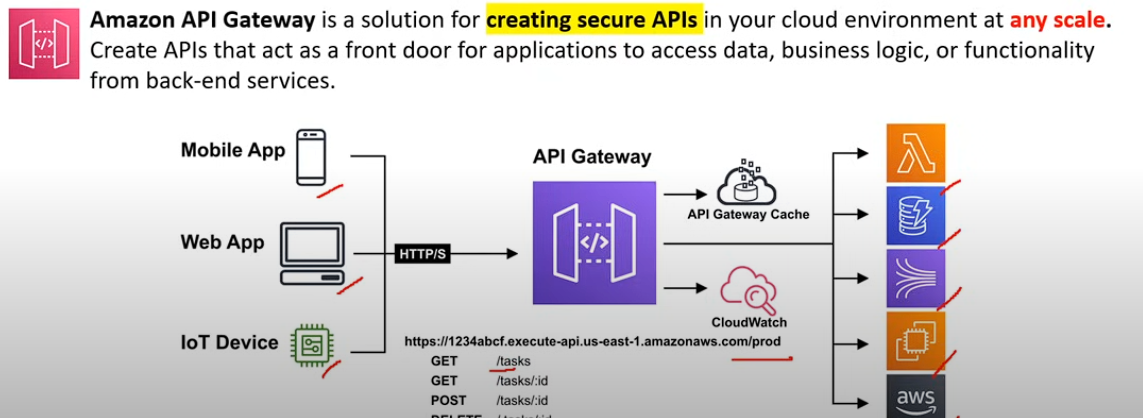 Amazon API Gateway is a solution for creating secure APIs in your cloud environment at any scale.
Create APIs that act as a front door for applications to access data, business logic, or functionality
from back-end services.
Mobile App
API Gateway
API Gateway Cache
Web App
HTTP/S
CloudWatch
IoT Device
https://1234abcf.execute-api.us-east-1.amazonaws.com/prod
GET /tasks
GET /tasks/:id
POST /tasks/:id
DELETE /tasks/:id
aws